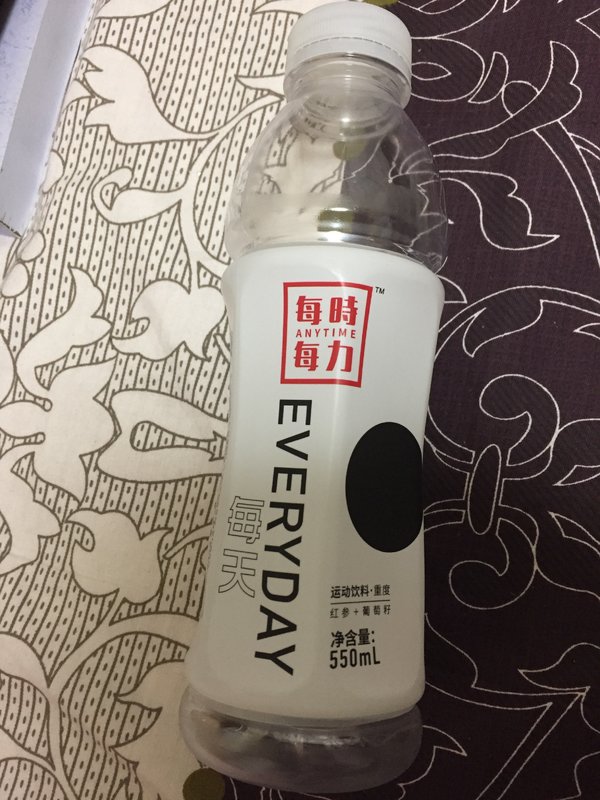 每時
ANYTIME
每力
TM
EVERYDAY
每天
运动饮料·重度
红参+葡萄籽
净含量:
550mL